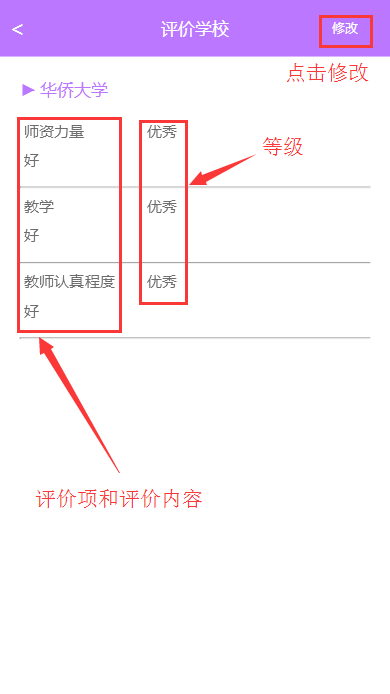 < 评价学校 修改
点击修改
▶ 华侨大学
师资力量 优秀
好
等级
教学 优秀
好
教师认真程度 优秀
好
评价项和评价内容